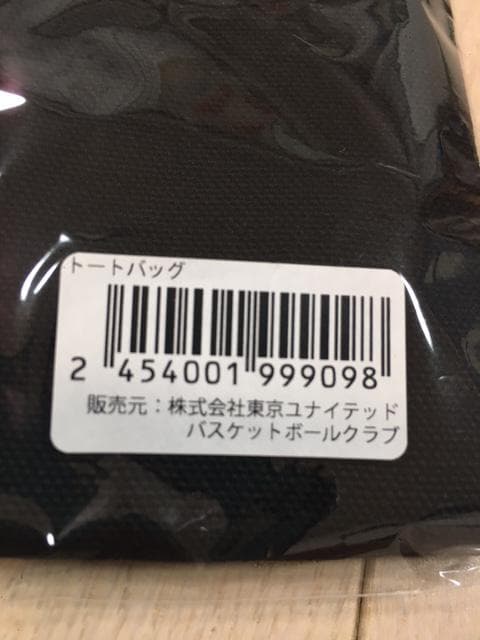 トートバッグ
2 454001 999098
販売元：株式会社東京ユナイテッド
バスケットボールクラブ